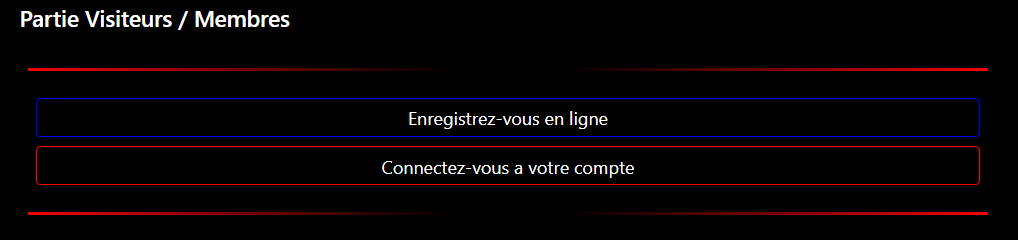 Partie Visiteurs / Membres
Enregistrez-vous en ligne
Connectez-vous a votre compte